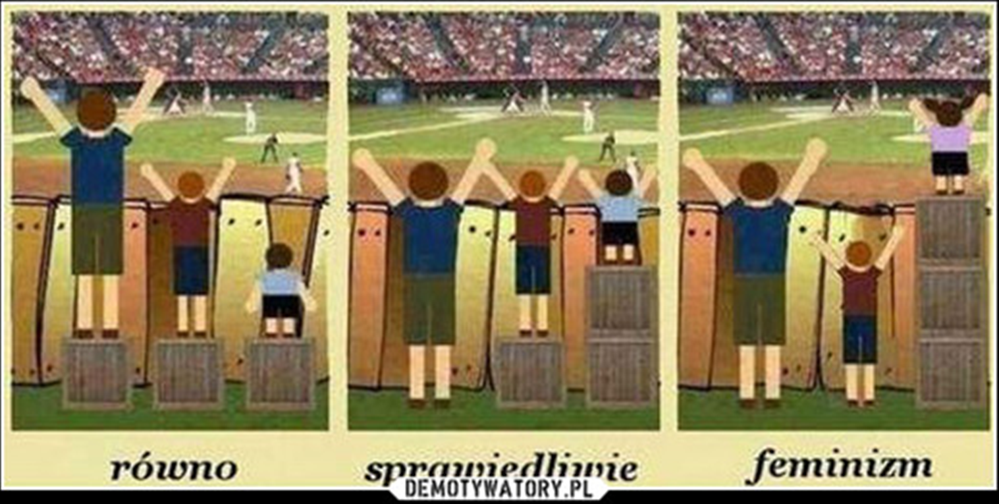 równo
sprawiedliwie
feminizm
DEMOTYWATORY.PL